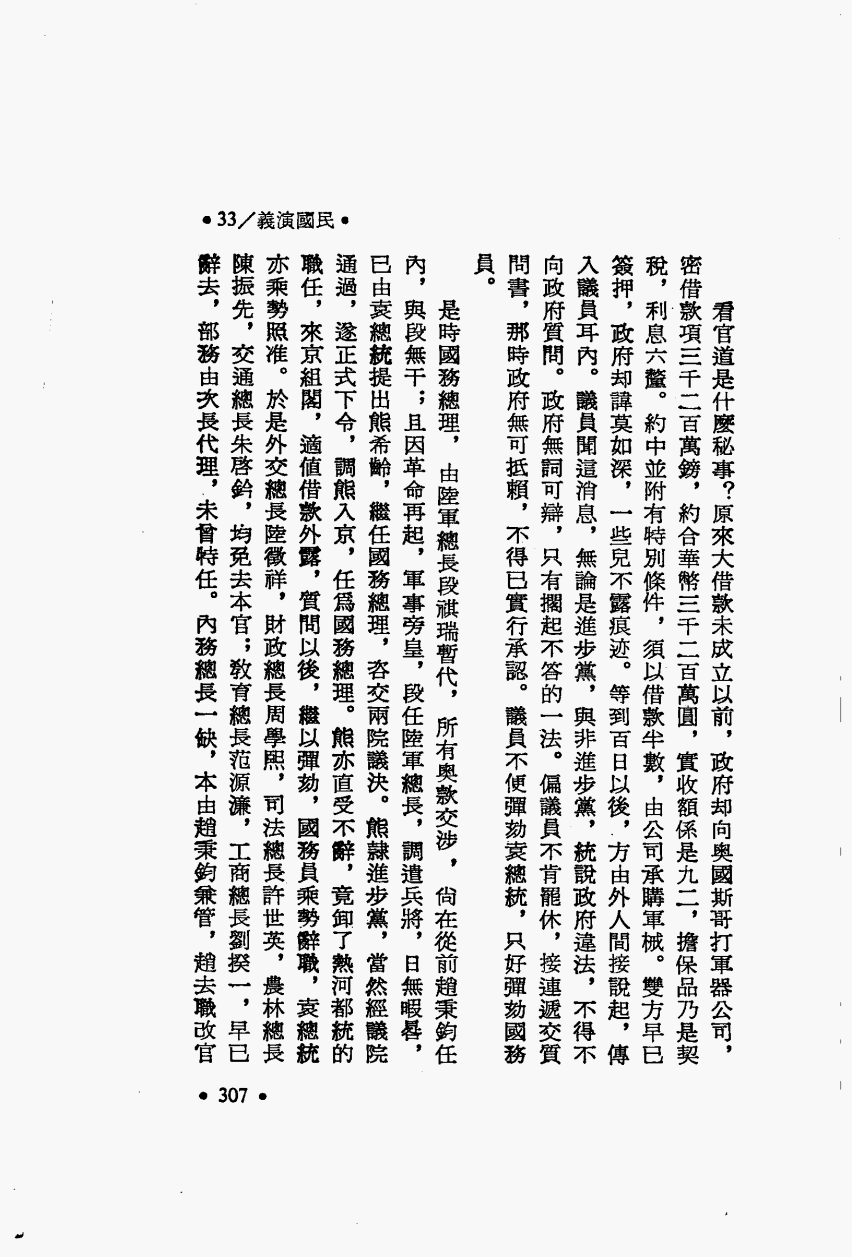 •33／義演國民•
看官道是什麼秘事？原來大借款未成立以前，政府却向奧國斯哥打軍器公司，
密借款項三千二百萬鎊，約合華幣三千二百萬圓，實收額係是九二，擔保品乃是契
稅，利息六釐。約中並附有特別條件，須以借款半數，由公司承購軍械。雙方早已
簽押，政府却諱莫如深，一些兒不露痕迹。等到百日以後，方由外人間接說起，傳
入議員耳內。議員聞這消息，無論是進步黨，與非進步黨，統說政府違法，不得不
向政府質問。政府無詞可辯，只有擱起不答的一法。偏議員不肯罷休，接連遞交質
問書，那時政府無可抵賴，不得已實行承認。議員不便彈劾袁總統，只好彈劾國務
員。
是時國務總理，由陸軍總長段祺瑞暫代，所有奧款交涉，尙在從前趙秉鈞任
內，與段無干；且因革命再起，軍事旁皇，段任陸軍總長，調遣兵將，日無暇晷，
已由袁總統提出熊希齡，繼任國務總理，咨交兩院議決。熊隸進步黨，當然經議院
通過，遂正式下令，調熊入京，任爲國務總理。熊亦直受不辭，竟卸了熱河都統的
職任，來京組閣，適值借款外露，質問以後，繼以彈劾，國務員乘勢辭職，袁總統
亦乘勢照准。於是外交總長陸徵祥，財政總長周學熙，司法總長許世英，農林總長
陳振先，交通總長朱啓鈐，均免去本官；敎育總長范源濂，工商總長劉揆一，早已
辭去，部務由次長代理，未曾特任。內務總長一缺，本由趙秉鈞兼管，趙去職改官
•307•